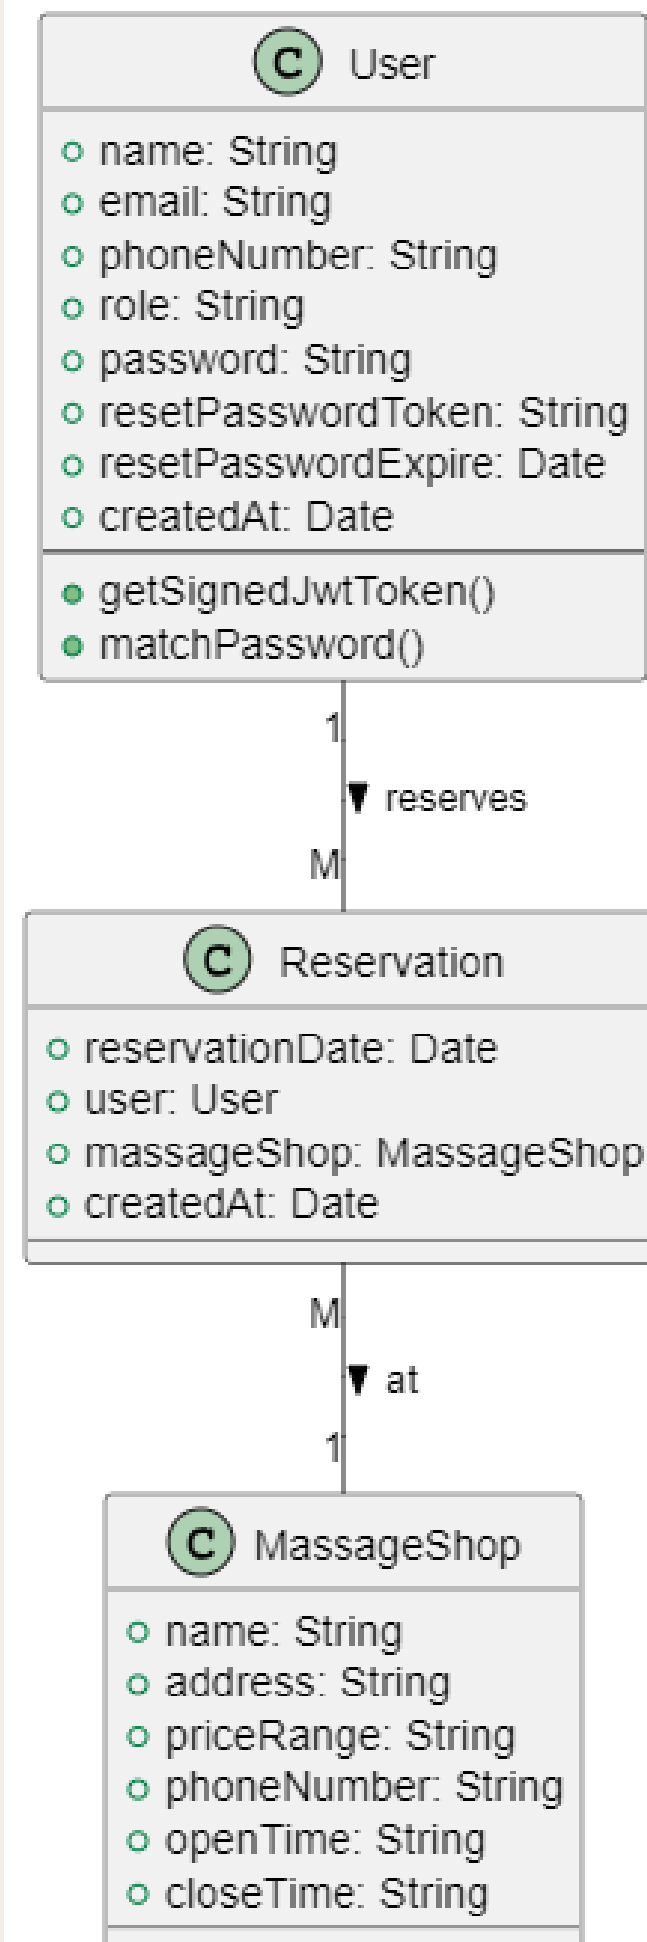 C User
name: String
email: String
phoneNumber: String
role: String
password: String
resetPasswordToken: String
resetPasswordExpire: Date
createdAt: Date
getSignedJwtToken()
matchPassword()
1
reserves
M
C Reservation
reservationDate: Date
user: User
massageShop: MassageShop
createdAt: Date
M
at
1
C MassageShop
name: String
address: String
priceRange: String
phoneNumber: String
openTime: String
closeTime: String